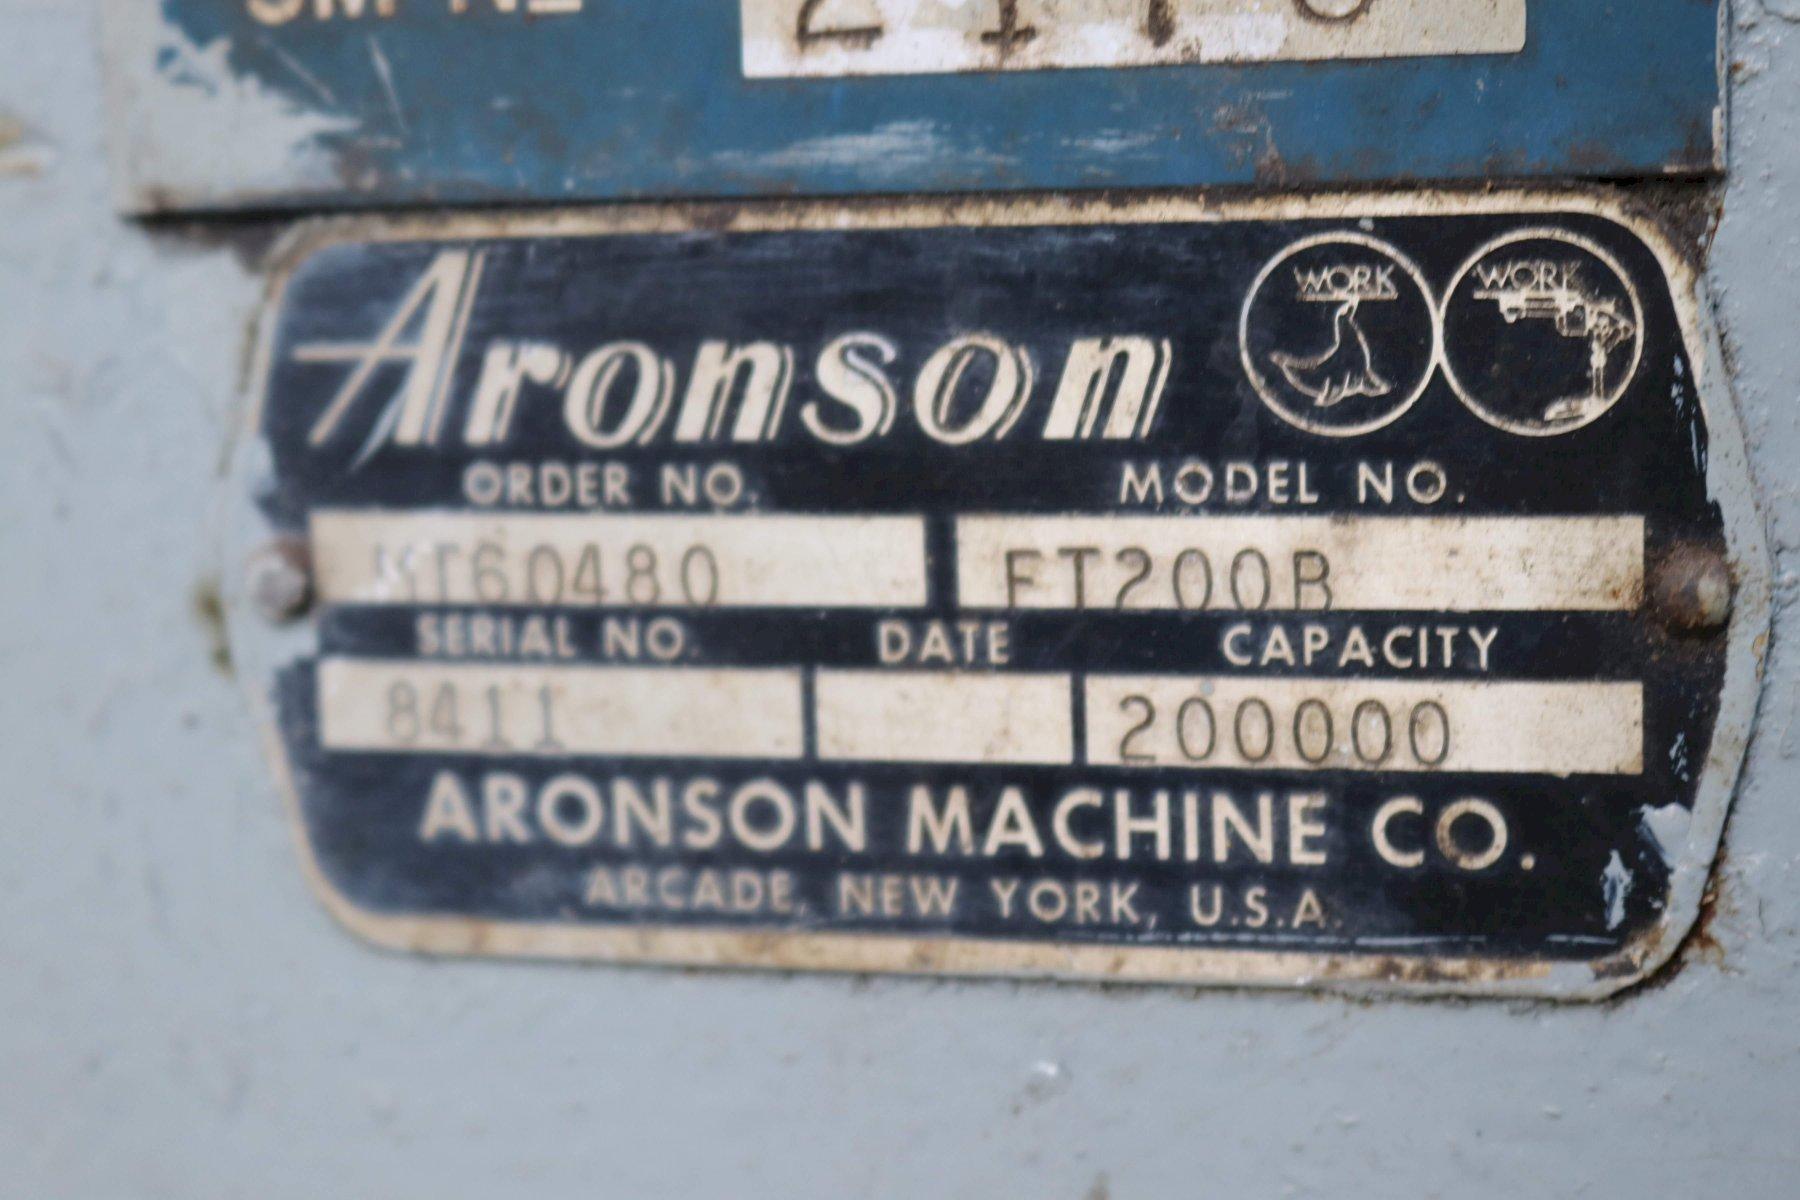 WORK WORK
Aronson
ORDER NO. MODEL NO.
FT200B
SERIAL NO. DATE CAPACITY
8411 200000
ARONSON MACHINE CO.
ARCADE, NEW YORK, U.S.A.